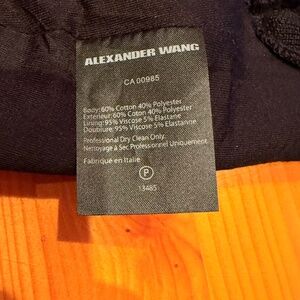 ALEXANDER WANG
CA 00985
Body: 60% Cotton 40% Polyester
Exterieur: 60% Coton 40% Polyester
Lining: 95% Viscose 5% Elastane
Doublure: 95% Viscose 5% Elastanne
Professional Dry Clean Only.
Nettoyage à Sec Professionnel Uniquement.
Fabriqué en Italie
P
13485